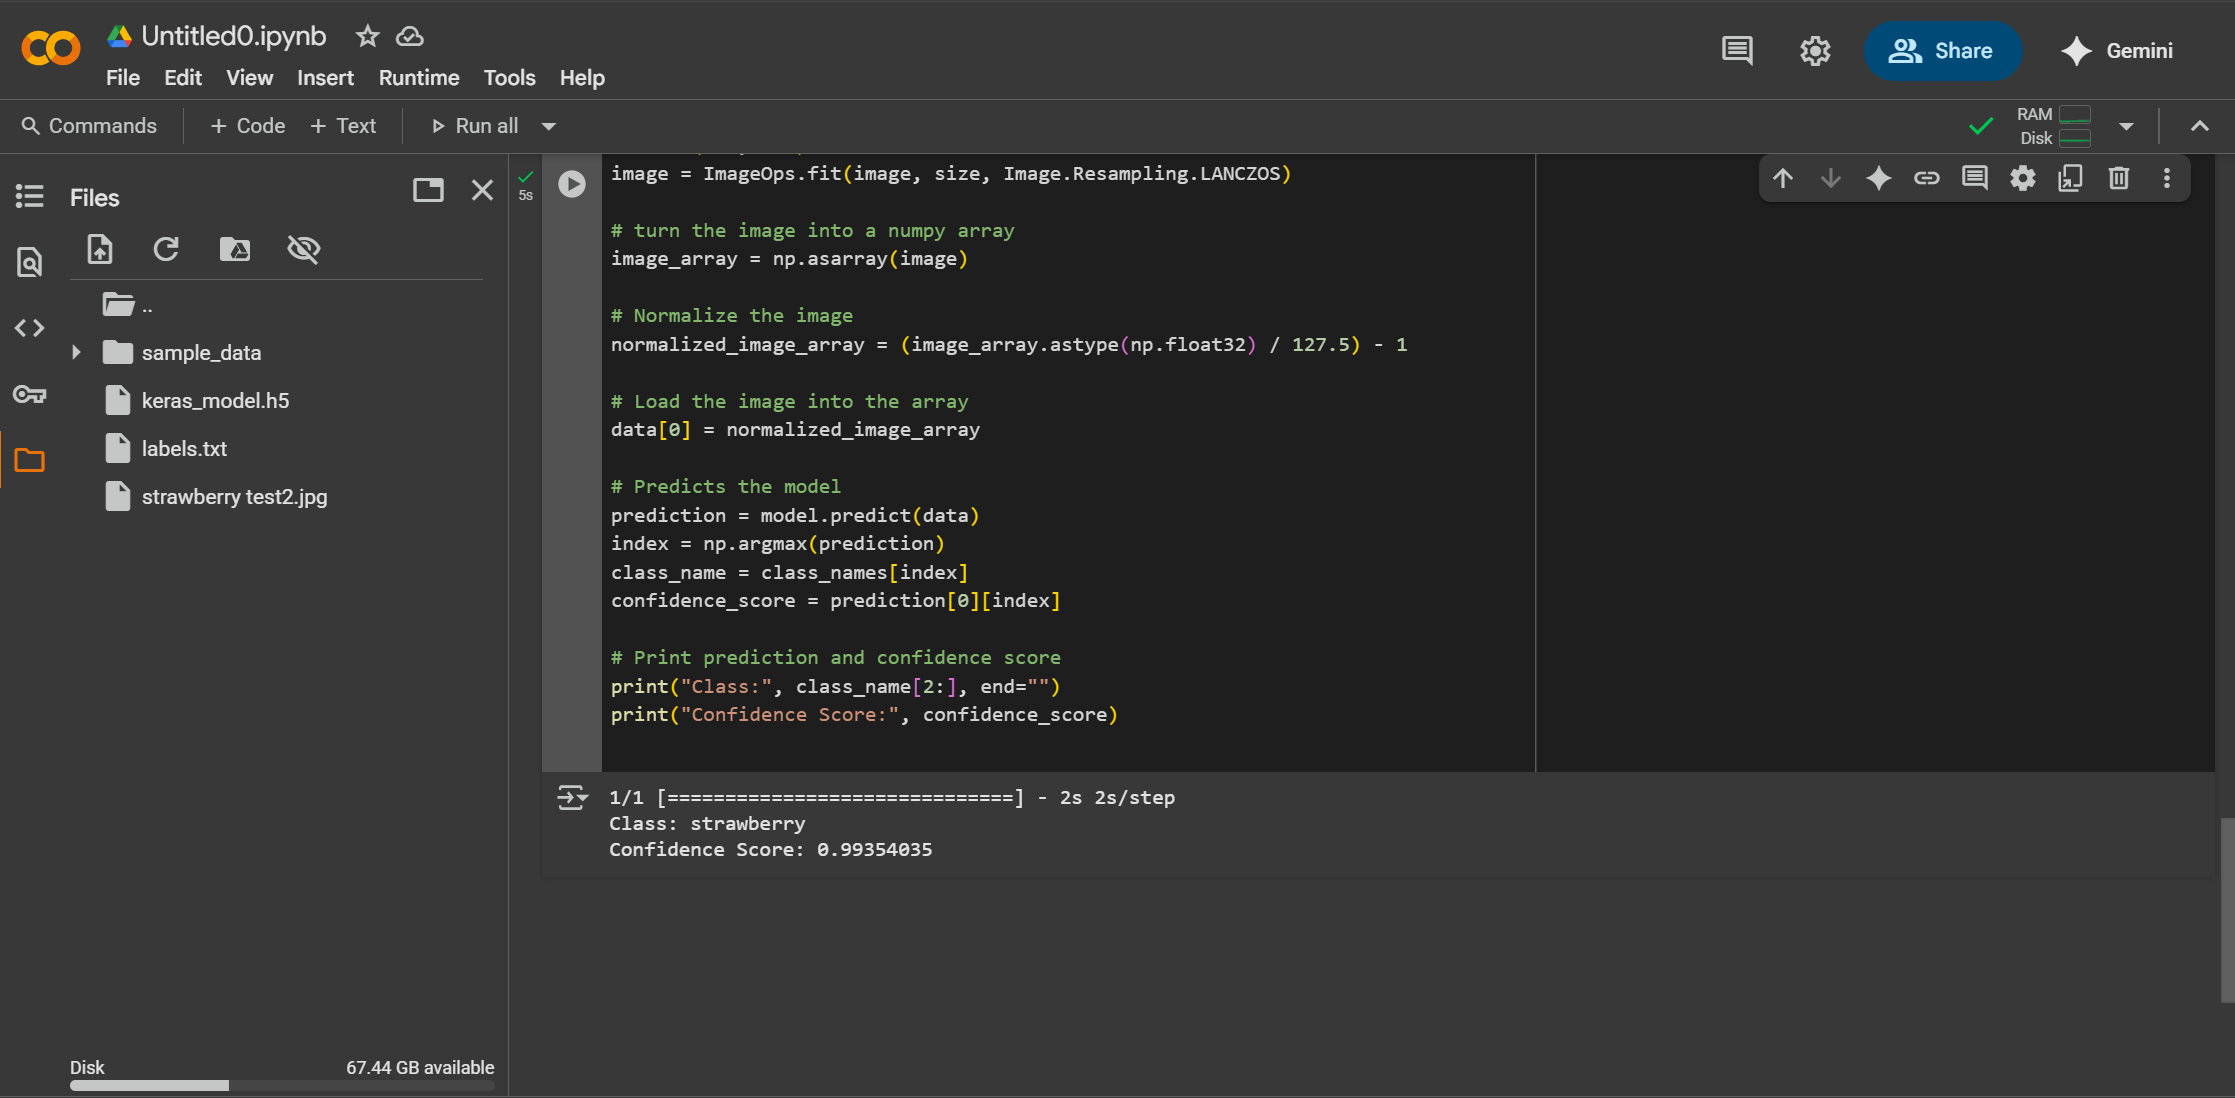 Untitled0.ipynb
File Edit View Insert Runtime Tools Help
Share
Gemini
Commands
+ Code
+ Text
Run all
RAM
Disk
Files
..
sample_data
keras_model.h5
labels.txt
strawberry test2.jpg
Disk
67.44 GB available
5s
image = ImageOps.fit(image, size, Image.Resampling.LANCZOS)
# turn the image into a numpy array
image_array = np.asarray(image)
# Normalize the image
normalized_image_array = (image_array.astype(np.float32) / 127.5) - 1
# Load the image into the array
data[0] = normalized_image_array
# Predicts the model
prediction = model.predict(data)
index = np.argmax(prediction)
class_name = class_names[index]
confidence_score = prediction[0][index]
# Print prediction and confidence score
print("Class:", class_name[2:], end="")
print("Confidence Score:", confidence_score)
1/1 [==============================] - 2s 2s/step
Class: strawberry
Confidence Score: 0.99354035